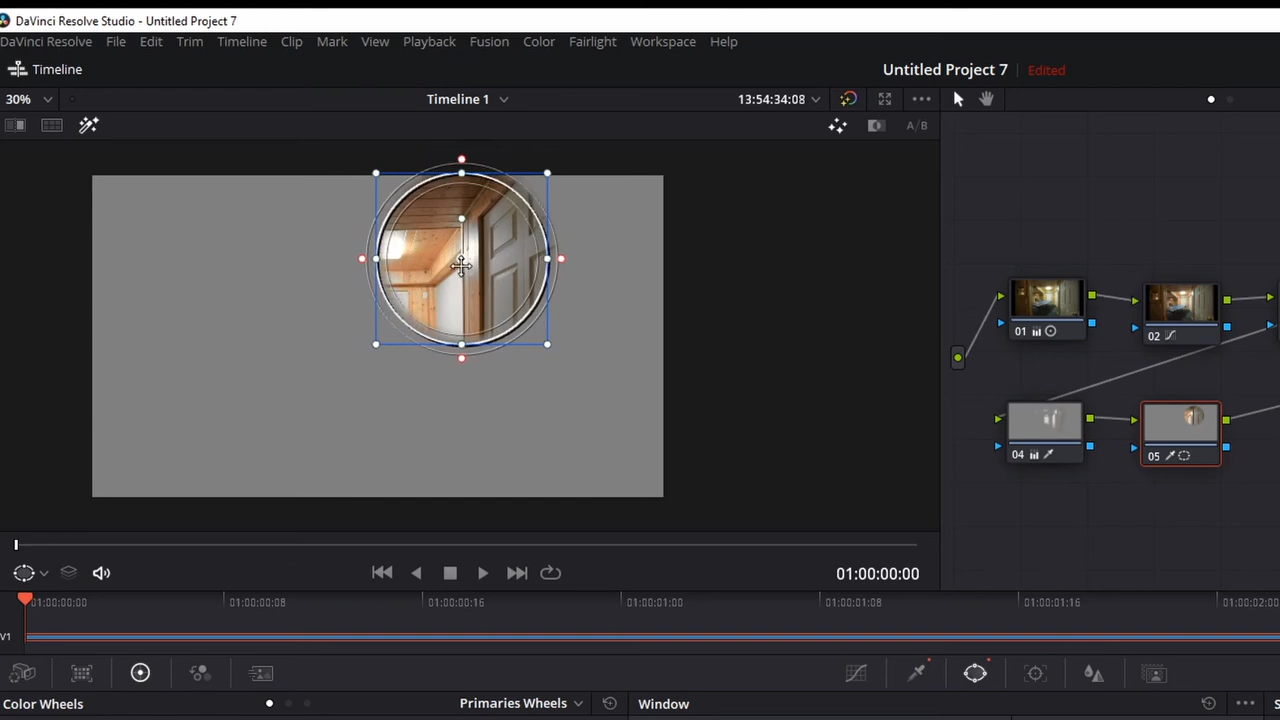 DaVinci Resolve Studio - Untitled Project 7
DaVinci Resolve File Edit Trim Timeline Clip Mark View Playback Fusion Color Fairlight Workspace Help
Timeline
Untitled Project 7 Edited
30% Timeline 1 13:54:34:08
A/B
01
02
04
05
01:00:00:00
01:00:00:00 01:00:00:08 01:00:00:16 01:00:01:00 01:00:01:08 01:00:01:16 01:00:02:00
V1
Color Wheels Primaries Wheels Window